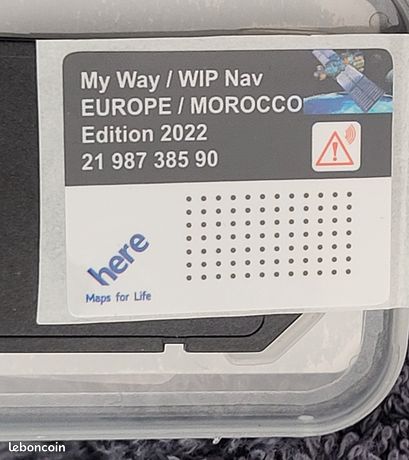 My Way / WIP Nav
EUROPE / MOROCCO
Edition 2022
21 987 385 90
here
Maps for Life
leboncoin